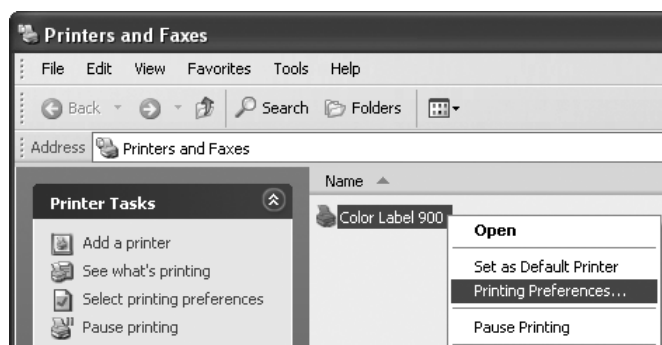 Printers and Faxes
File Edit View Favorites Tools Help
Back Search Folders
Address Printers and Faxes
Name
Printer Tasks
Add a printer
See what's printing
Select printing preferences
Pause printing
Color Label 900
Open
Set as Default Printer
Printing Preferences...
Pause Printing